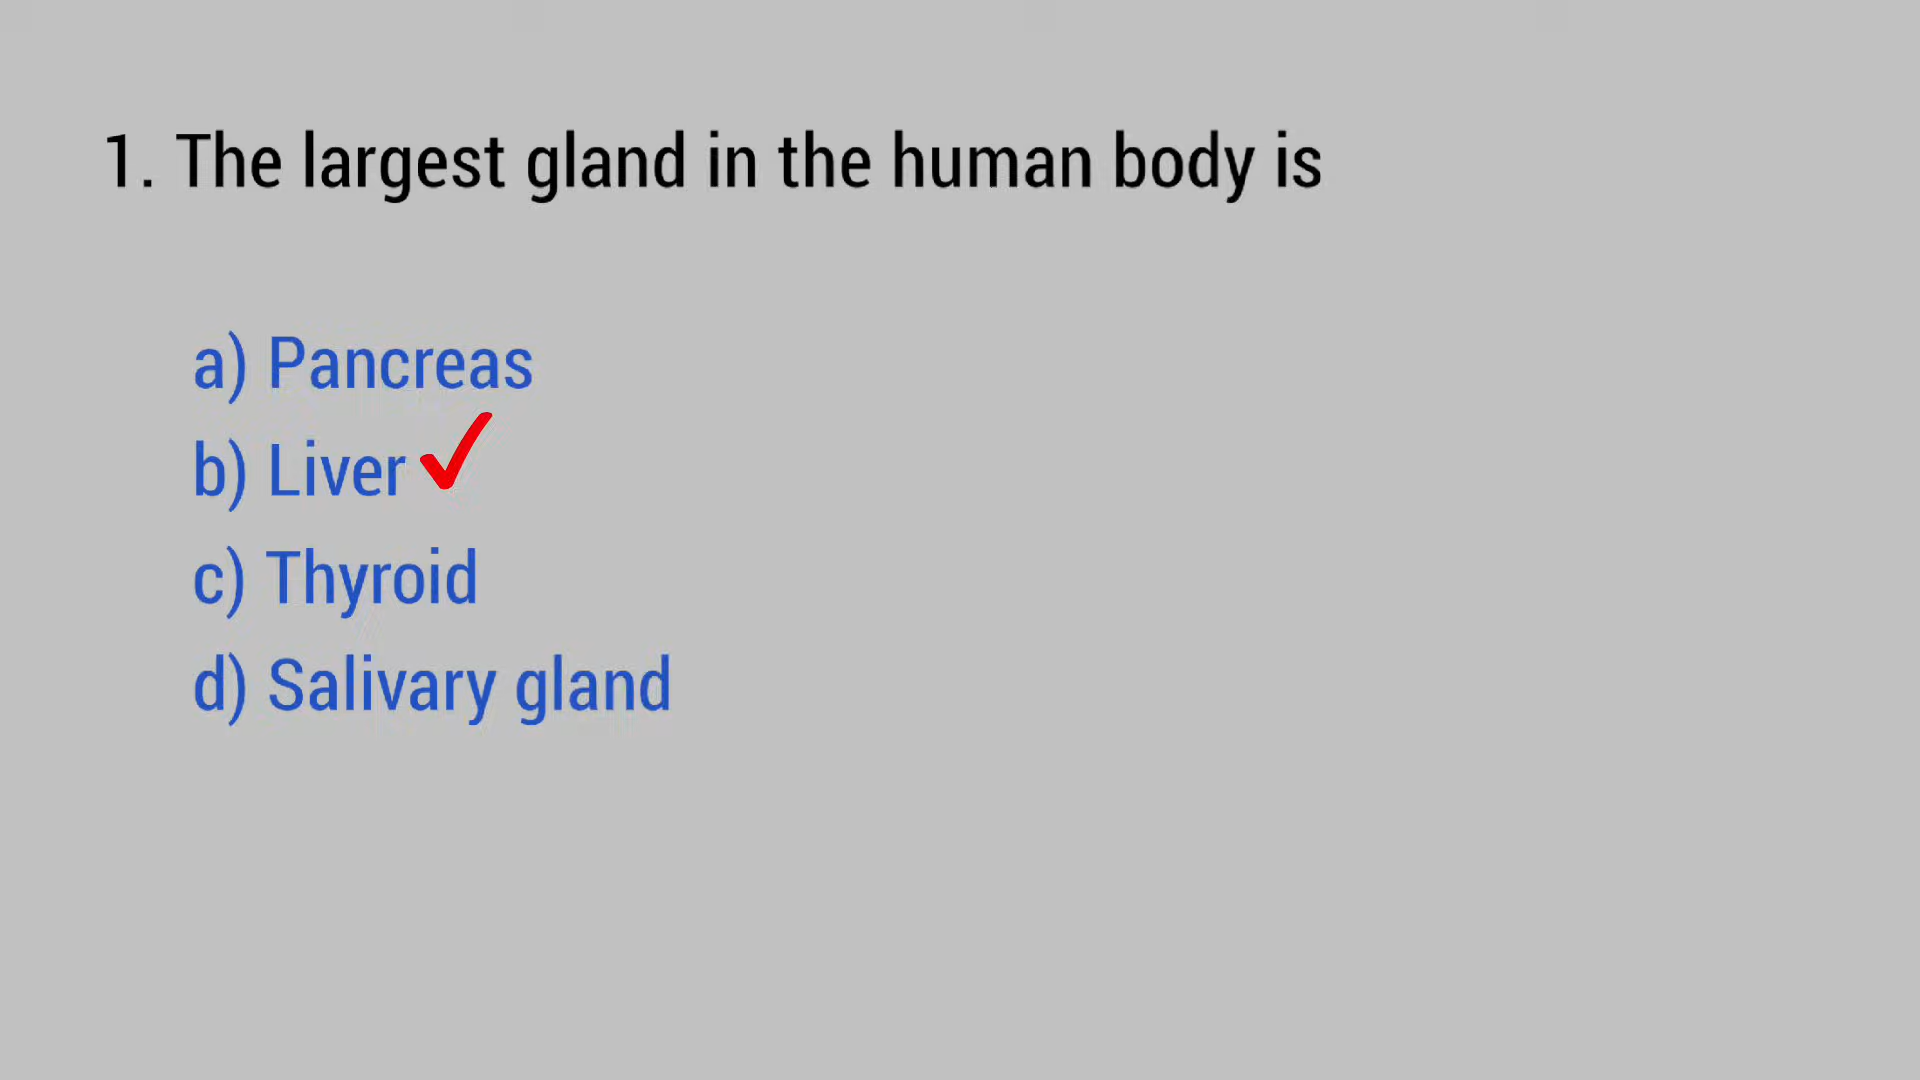 1. The largest gland in the human body is
a) Pancreas
b) Liver
c) Thyroid
d) Salivary gland